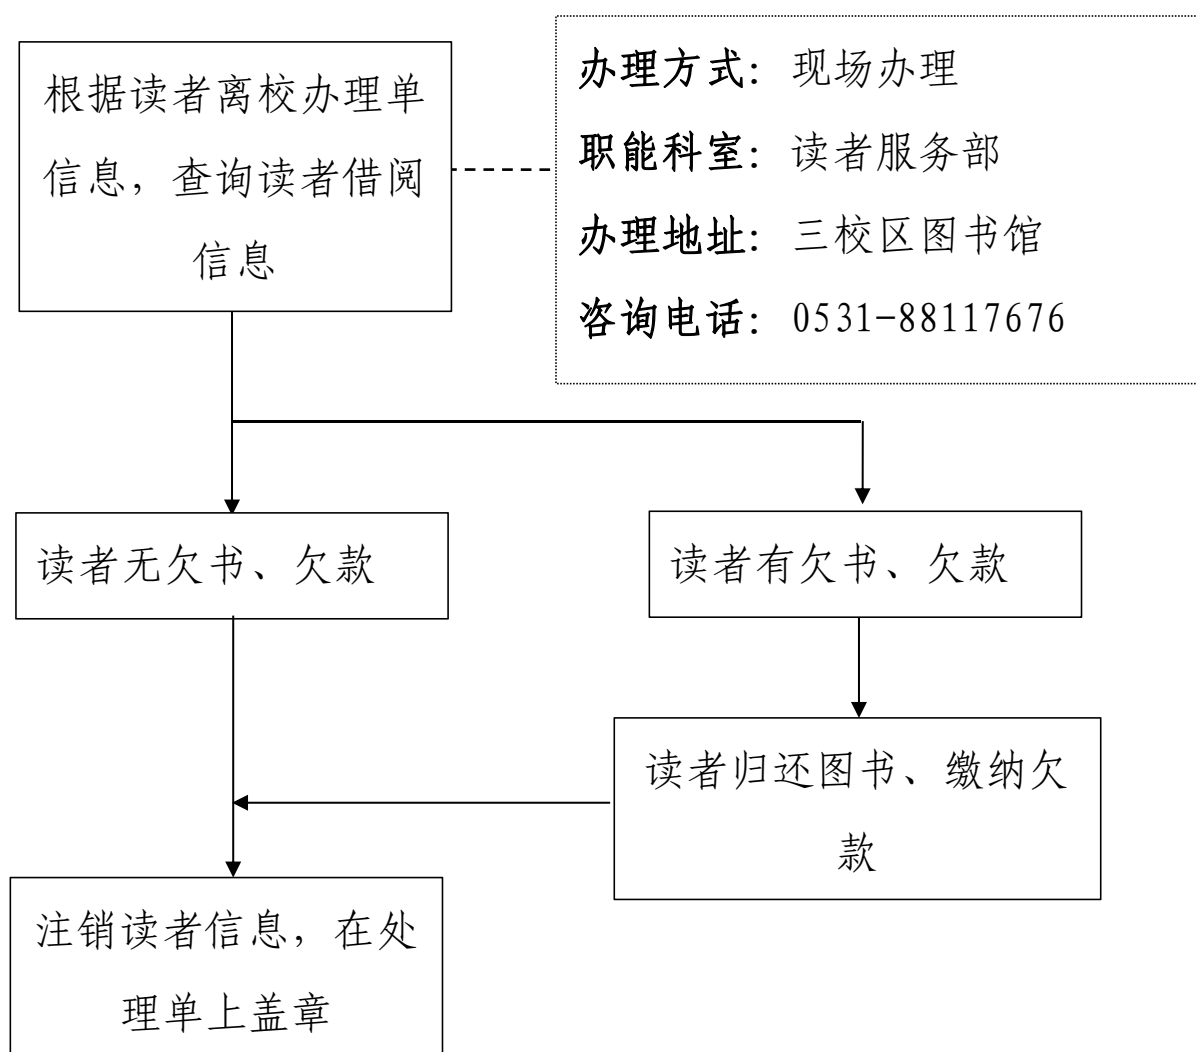 根据读者离校办理单
信息，查询读者借阅
信息
办理方式：现场办理
职能科室：读者服务部
办理地址：三校区图书馆
咨询电话：0531-88117676
读者无欠书、欠款
读者有欠书、欠款
读者归还图书、缴纳欠
款
注销读者信息，在处
理单上盖章